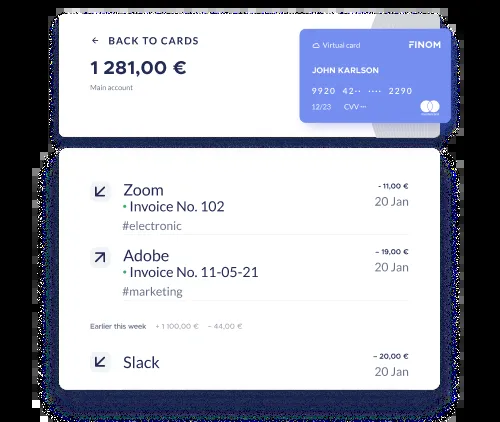 ← BACK TO CARDS
1 281,00 €
Main account
Virtual card FINOM
JOHN KARLSON
9920 42·· ···· 2290
12/23 CVV ···
Zoom - 11,00 €
• Invoice No. 102 20 Jan
#electronic
Adobe - 19,00 €
• Invoice No. 11-05-21 20 Jan
#marketing
Earlier this week + 1 100,00 € - 44,00 €
Slack - 20,00 €
20 Jan